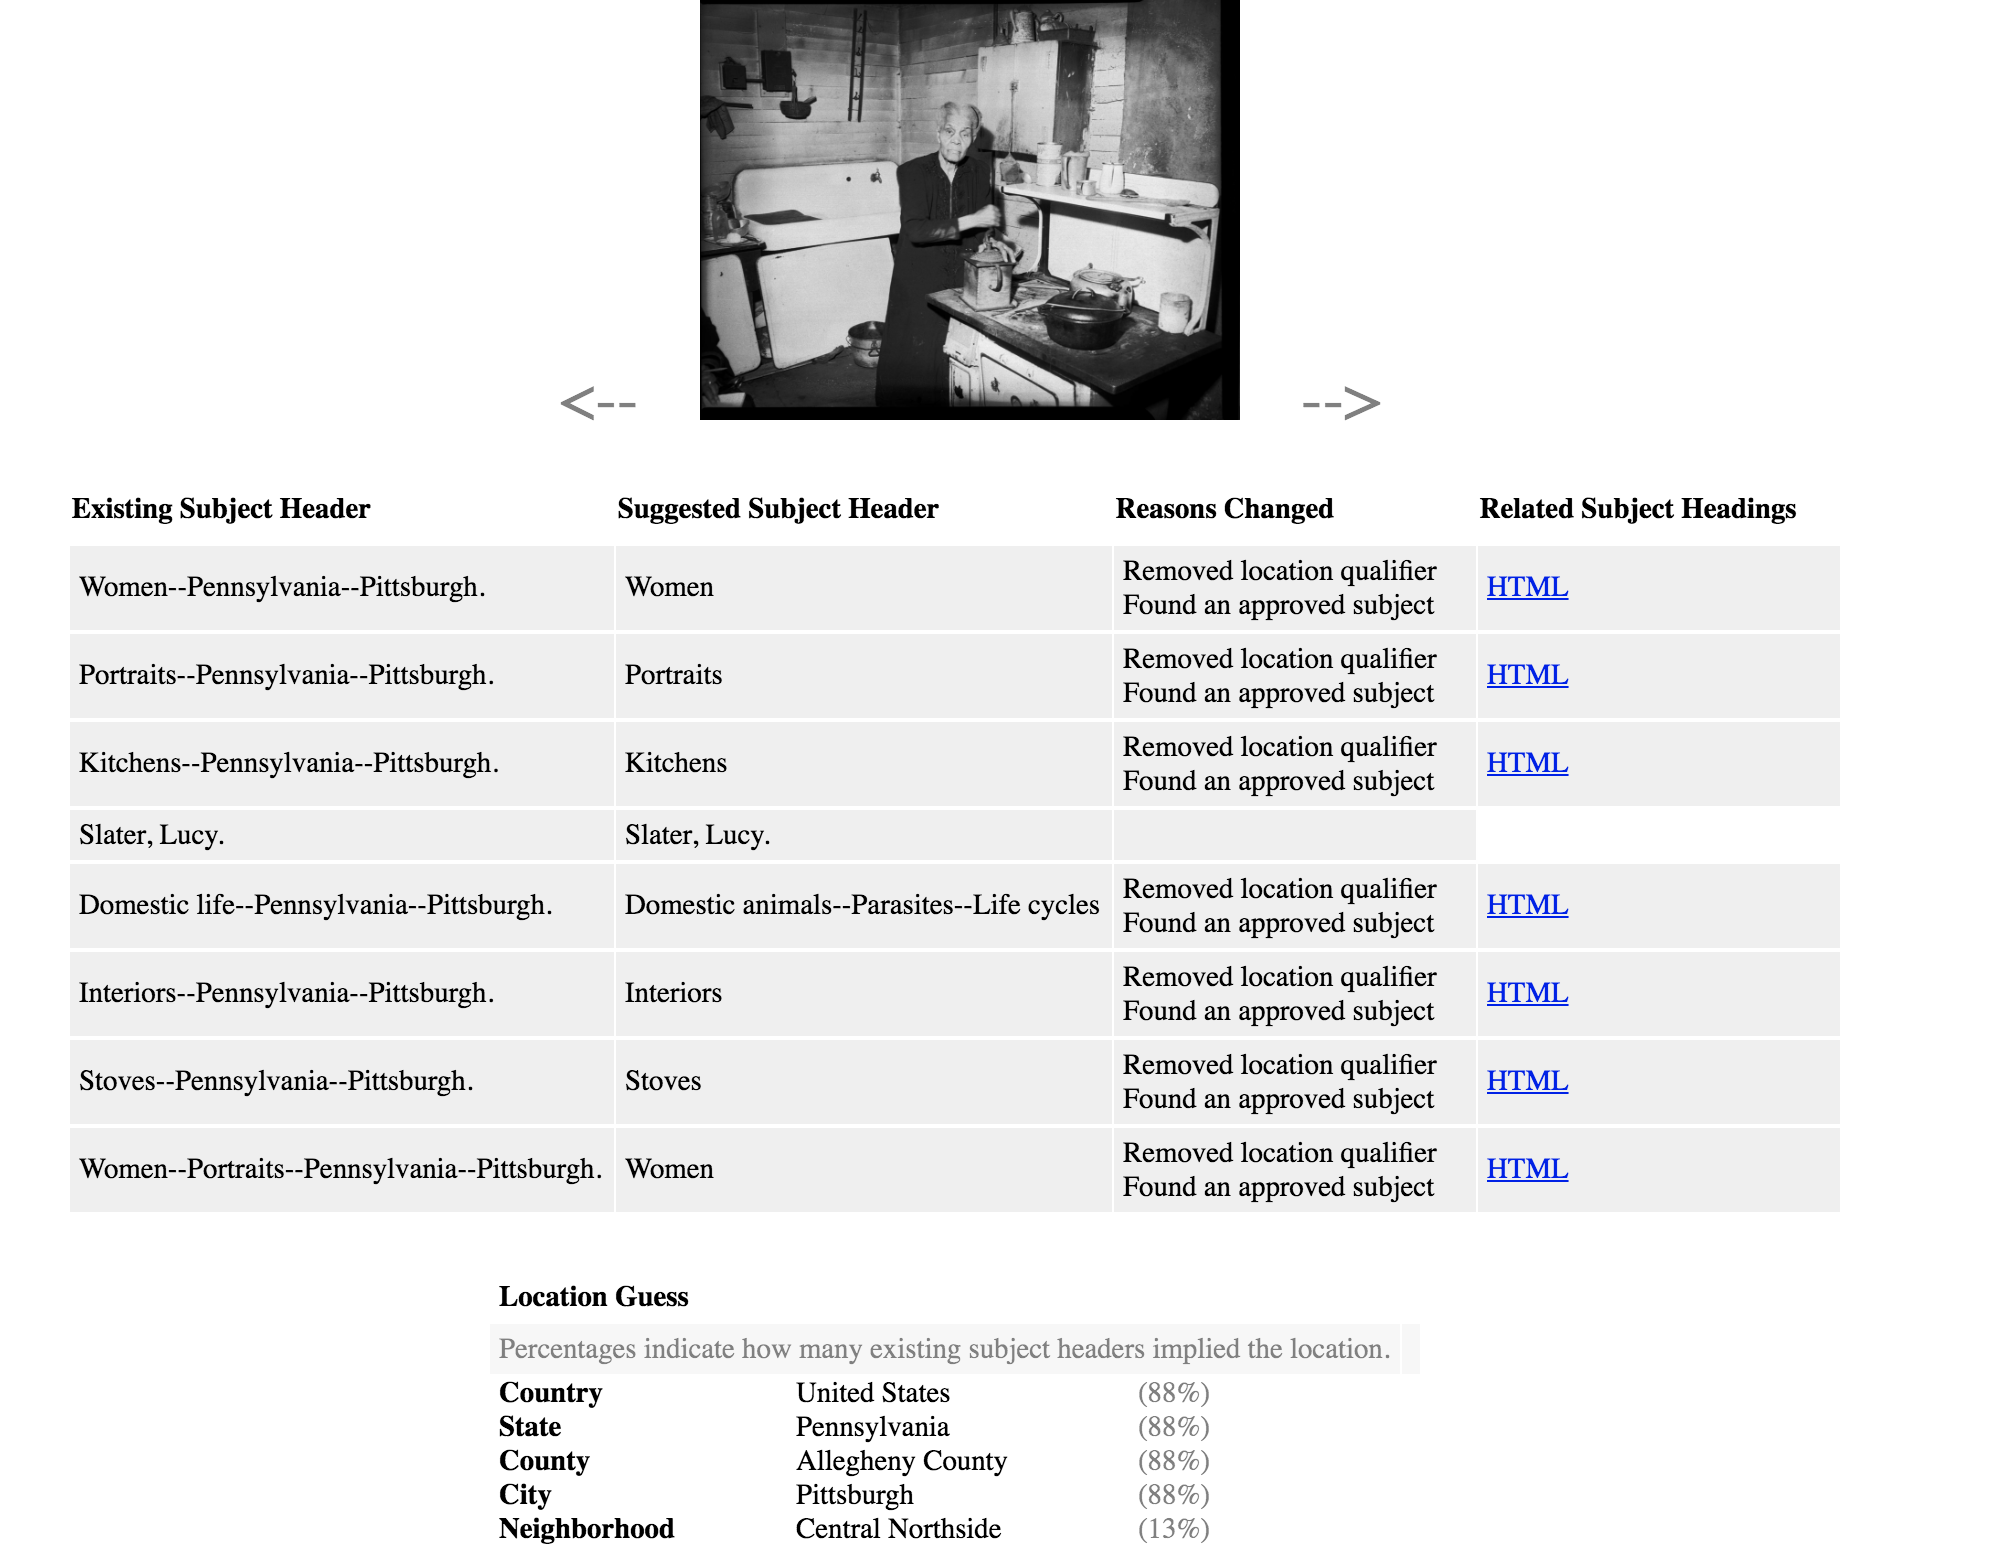 <--
-->
Existing Subject Header Suggested Subject Header Reasons Changed Related Subject Headings
Women--Pennsylvania--Pittsburgh. Women Removed location qualifier
Found an approved subject HTML
Portraits--Pennsylvania--Pittsburgh. Portraits Removed location qualifier
Found an approved subject HTML
Kitchens--Pennsylvania--Pittsburgh. Kitchens Removed location qualifier
Found an approved subject HTML
Slater, Lucy. Slater, Lucy.
Domestic life--Pennsylvania--Pittsburgh. Domestic animals--Parasites--Life cycles Removed location qualifier
Found an approved subject HTML
Interiors--Pennsylvania--Pittsburgh. Interiors Removed location qualifier
Found an approved subject HTML
Stoves--Pennsylvania--Pittsburgh. Stoves Removed location qualifier
Found an approved subject HTML
Women--Portraits--Pennsylvania--Pittsburgh. Women Removed location qualifier
Found an approved subject HTML
Location Guess
Percentages indicate how many existing subject headers implied the location.
Country United States (88%)
State Pennsylvania (88%)
County Allegheny County (88%)
City Pittsburgh (88%)
Neighborhood Central Northside (13%)